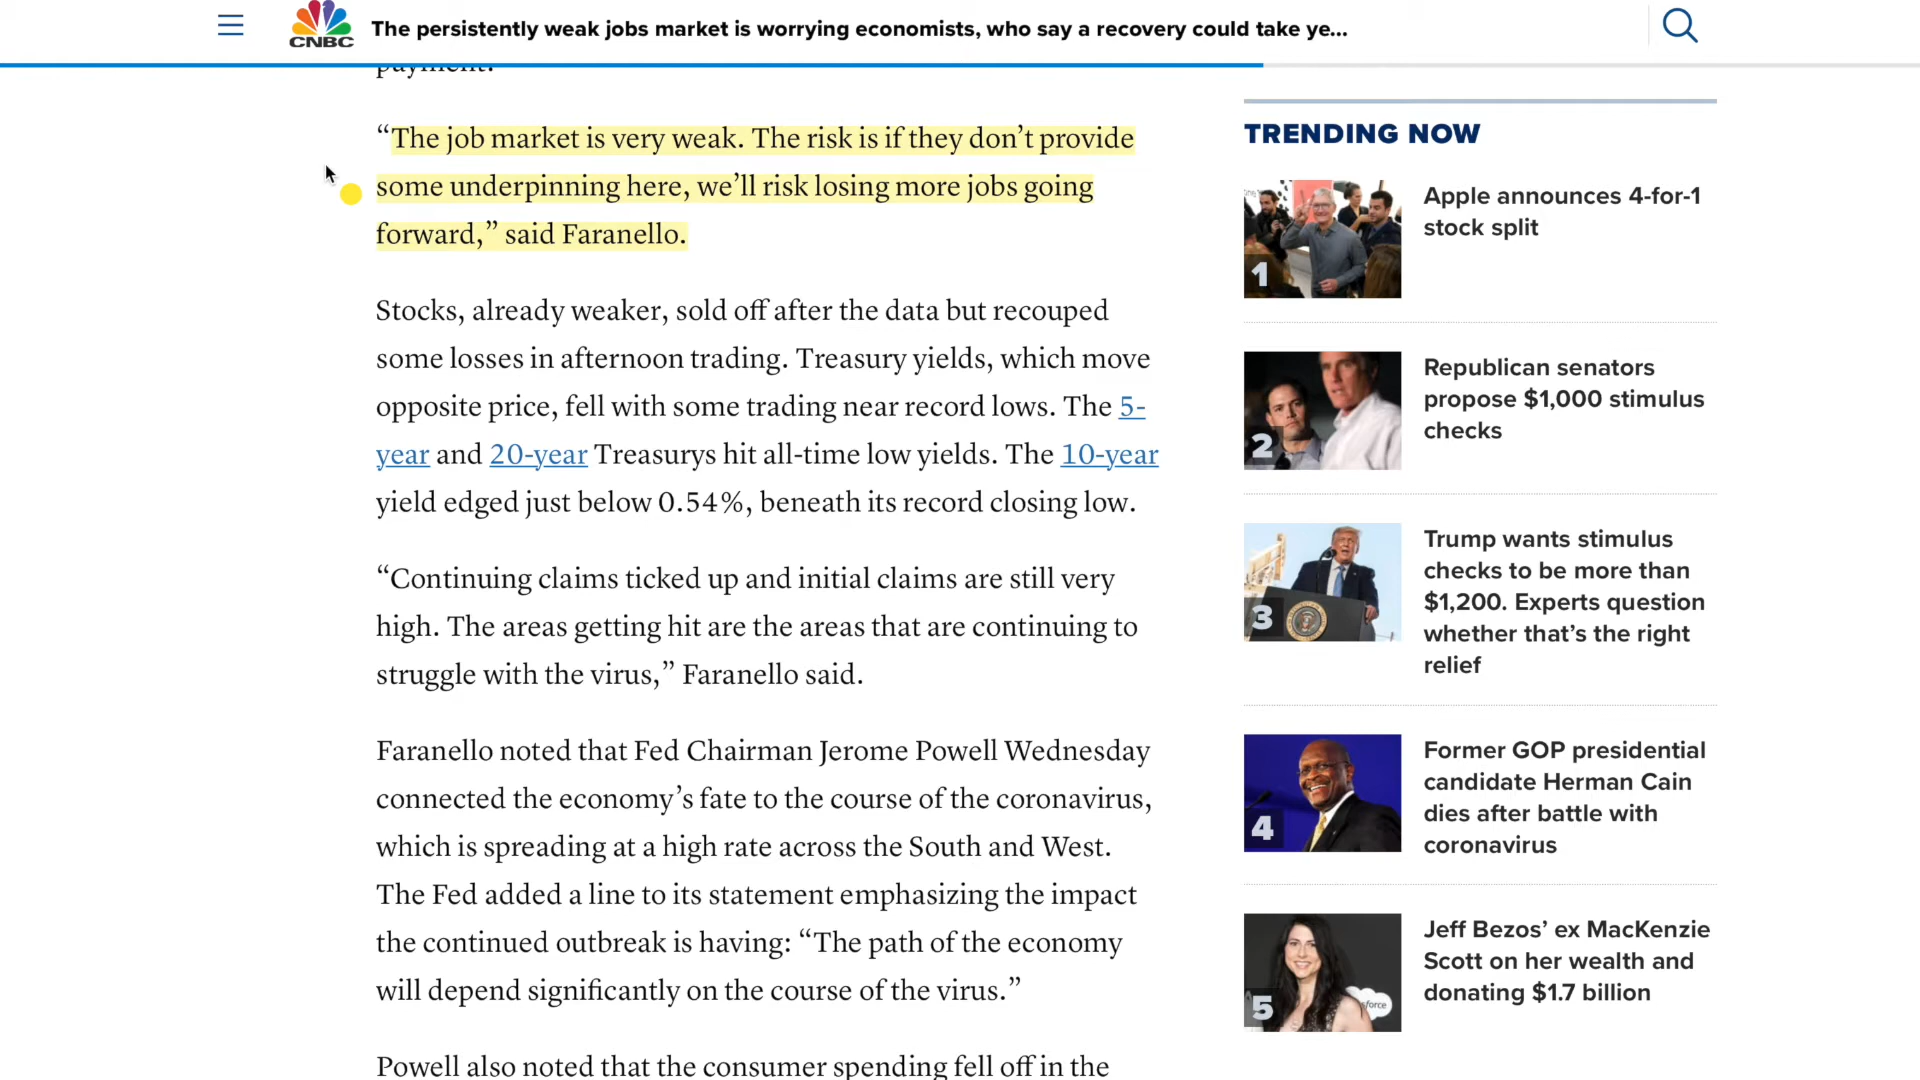 CNBC
The persistently weak jobs market is worrying economists, who say a recovery could take ye...
payment.
“The job market is very weak. The risk is if they don’t provide
some underpinning here, we’ll risk losing more jobs going
forward,” said Faranello.
Stocks, already weaker, sold off after the data but recouped
some losses in afternoon trading. Treasury yields, which move
opposite price, fell with some trading near record lows. The 5-
year and 20-year Treasurys hit all-time low yields. The 10-year
yield edged just below 0.54%, beneath its record closing low.
“Continuing claims ticked up and initial claims are still very
high. The areas getting hit are the areas that are continuing to
struggle with the virus,” Faranello said.
Faranello noted that Fed Chairman Jerome Powell Wednesday
connected the economy’s fate to the course of the coronavirus,
which is spreading at a high rate across the South and West.
The Fed added a line to its statement emphasizing the impact
the continued outbreak is having: “The path of the economy
will depend significantly on the course of the virus.”
Powell also noted that the consumer spending fell off in the
TRENDING NOW
1
Apple announces 4-for-1
stock split
2
Republican senators
propose $1,000 stimulus
checks
3
Trump wants stimulus
checks to be more than
$1,200. Experts question
whether that’s the right
relief
4
Former GOP presidential
candidate Herman Cain
dies after battle with
coronavirus
5
sforce
Jeff Bezos’ ex MacKenzie
Scott on her wealth and
donating $1.7 billion